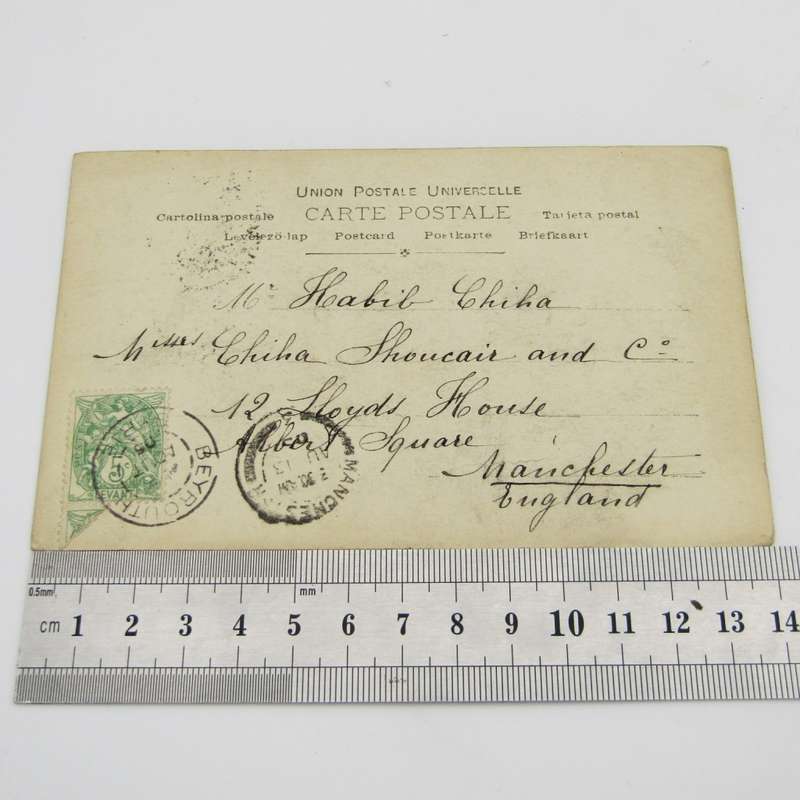 UNION POSTALE UNIVERSELLE
Cartolina postale CARTE POSTALE Tarjeta postal
Levelező-lap Postcard Postkarte Briefkaart
Mr Habib Chiha
Messrs Chiha Shoucair and Co
12 Lloyds House
Albert Square
Manchester
England
LEVANT
BEYROUTH
MANCHESTER
AU 13
0.5mm mm
cm 1 2 3 4 5 6 7 8 9 10 11 12 13 14